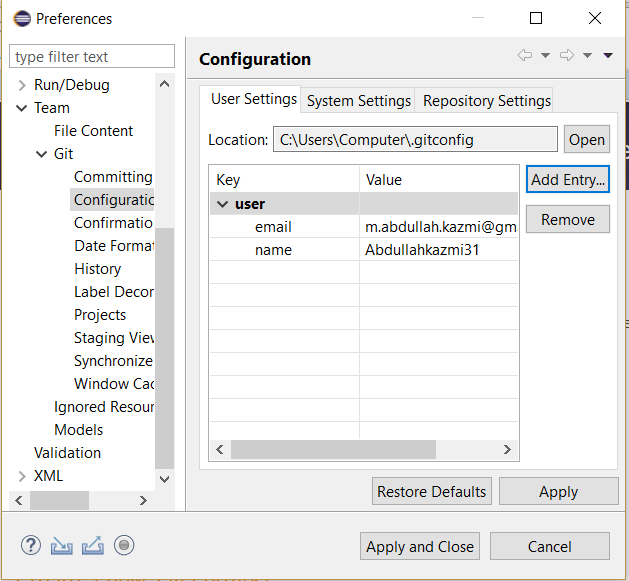 Preferences
type filter text
Run/Debug
Team
File Content
Git
Committing
Configuratio
Confirmatio
Date Format
History
Label Decor
Projects
Staging View
Synchronize
Window Cac
Ignored Resour
Models
Validation
XML
Configuration
User Settings System Settings Repository Settings
Location: C:\Users\Computer\.gitconfig Open
Key Value
user
email m.abdullah.kazmi@gm
name Abdullahkazmi31
Add Entry...
Remove
Restore Defaults Apply
Apply and Close Cancel